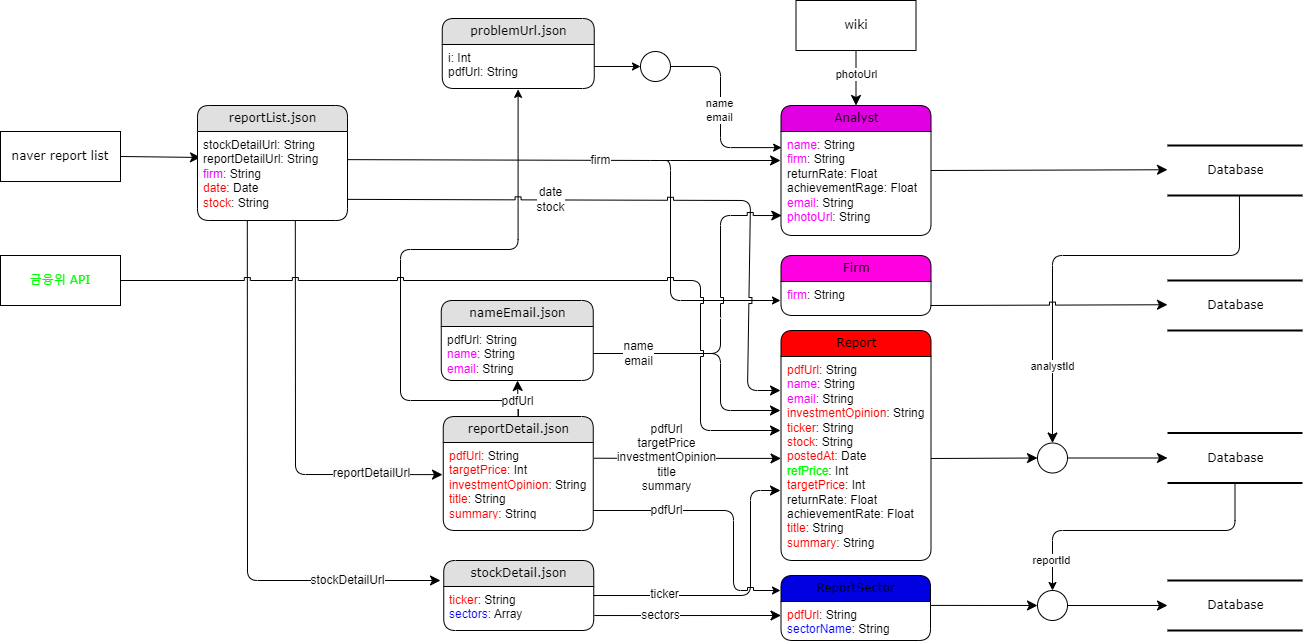 problemUrl.json
i: Int
pdfUrl: String
wiki
photoUrl
name
email
reportList.json
stockDetailUrl: String
reportDetailUrl: String
firm: String
date: Date
stock: String
naver report list
firm
date
stock
Analyst
name: String
firm: String
returnRate: Float
achievementRage: Float
email: String
photoUrl: String
Database
금융위 API
Firm
firm: String
Database
nameEmail.json
pdfUrl: String
name: String
email: String
name
email
pdfUrl
Report
pdfUrl: String
name: String
email: String
investmentOpinion: String
ticker: String
stock: String
postedAt: Date
refPrice: Int
targetPrice: Int
returnRate: Float
achievementRate: Float
title: String
summary: String
analystId
Database
reportDetail.json
pdfUrl: String
targetPrice: Int
investmentOpinion: String
title: String
summary: String
reportDetailUrl
pdfUrl
targetPrice
investmentOpinion
title
summary
pdfUrl
stockDetail.json
ticker: String
sectors: Array
stockDetailUrl
ticker
sectors
ReportSector
pdfUrl: String
sectorName: String
reportId
Database